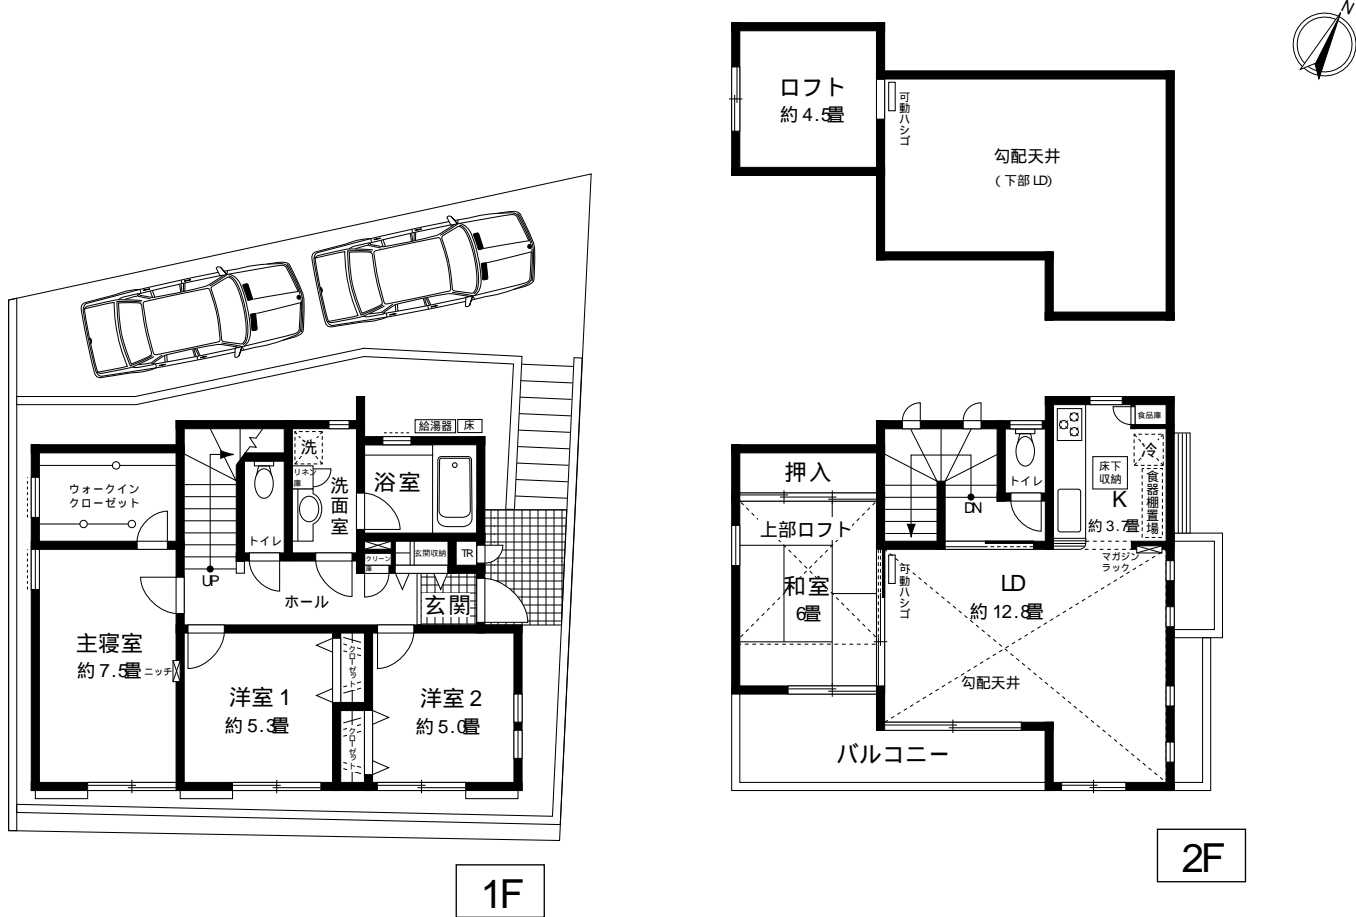 N
ロフト
約4.5畳
可動ハシゴ
勾配天井
(下部LD)
給湯器
床
洗
リネン
庫
洗面室
浴室
ウォークイン
クローゼット
トイレ
クリーン
庫
玄関収納
TR
UP
ホール
玄関
主寝室
約7.5畳
ニッチ
洋室1
約5.3畳
クローゼット
クローゼット
洋室2
約5.0畳
1F
食品庫
冷
押入
トイレ
床下
収納
K
食器棚置場
約3.7畳
DN
上部ロフト
マガジン
ラック
可動ハシゴ
和室
6畳
LD
約12.8畳
勾配天井
バルコニー
2F